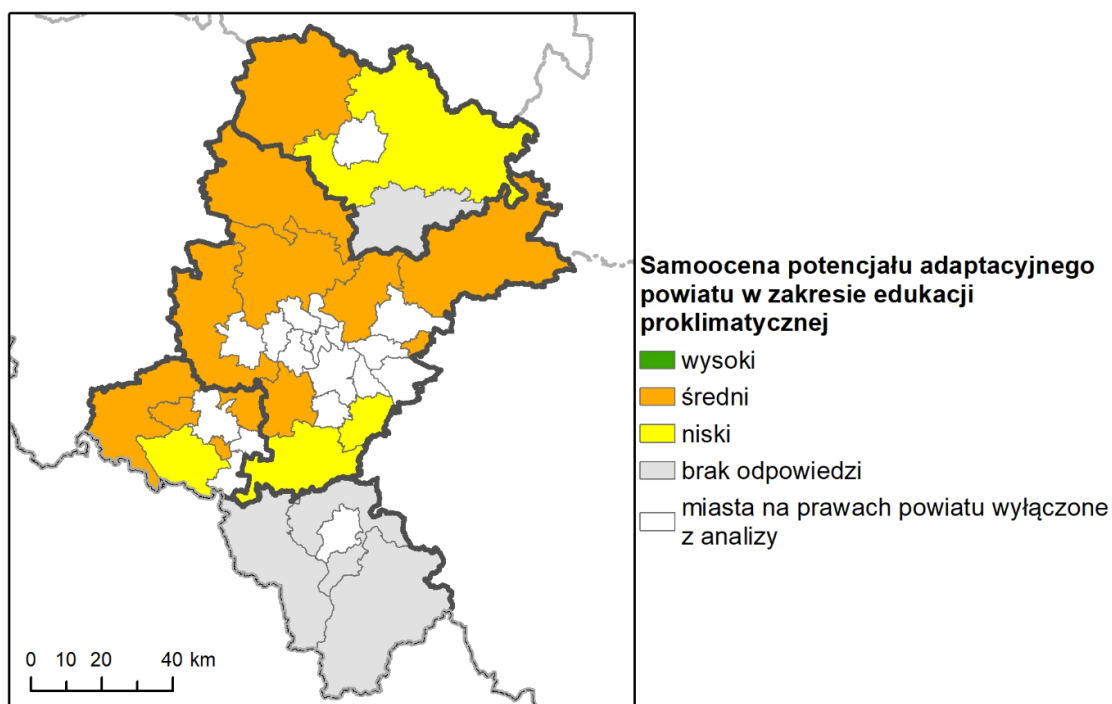 Samoocena potencjału adaptacyjnego
powiatu w zakresie edukacji
proklimatycznej
wysoki
średni
niski
brak odpowiedzi
miasta na prawach powiatu wyłączone
z analizy
0 10 20 40 km